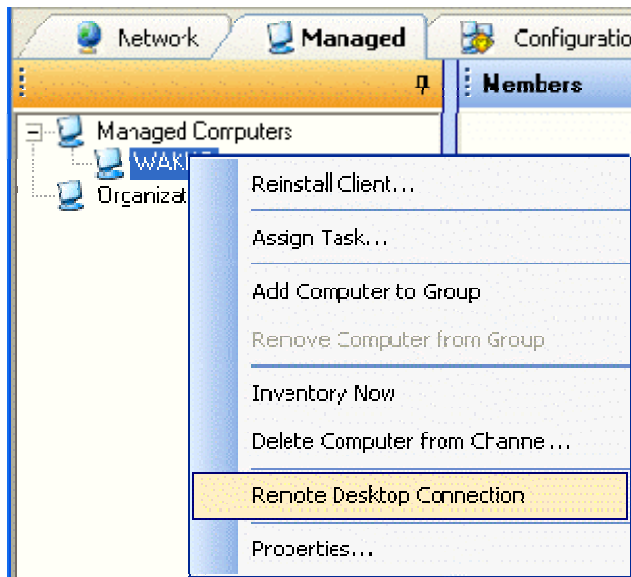 Network Managed Configuratio
Members
Managed Computers
Organizat
Reinstall Client...
Assign Task...
Add Computer to Group
Remove Computer from Group
Inventory Now
Delete Computer from Channe...
Remote Desktop Connection
Properties...